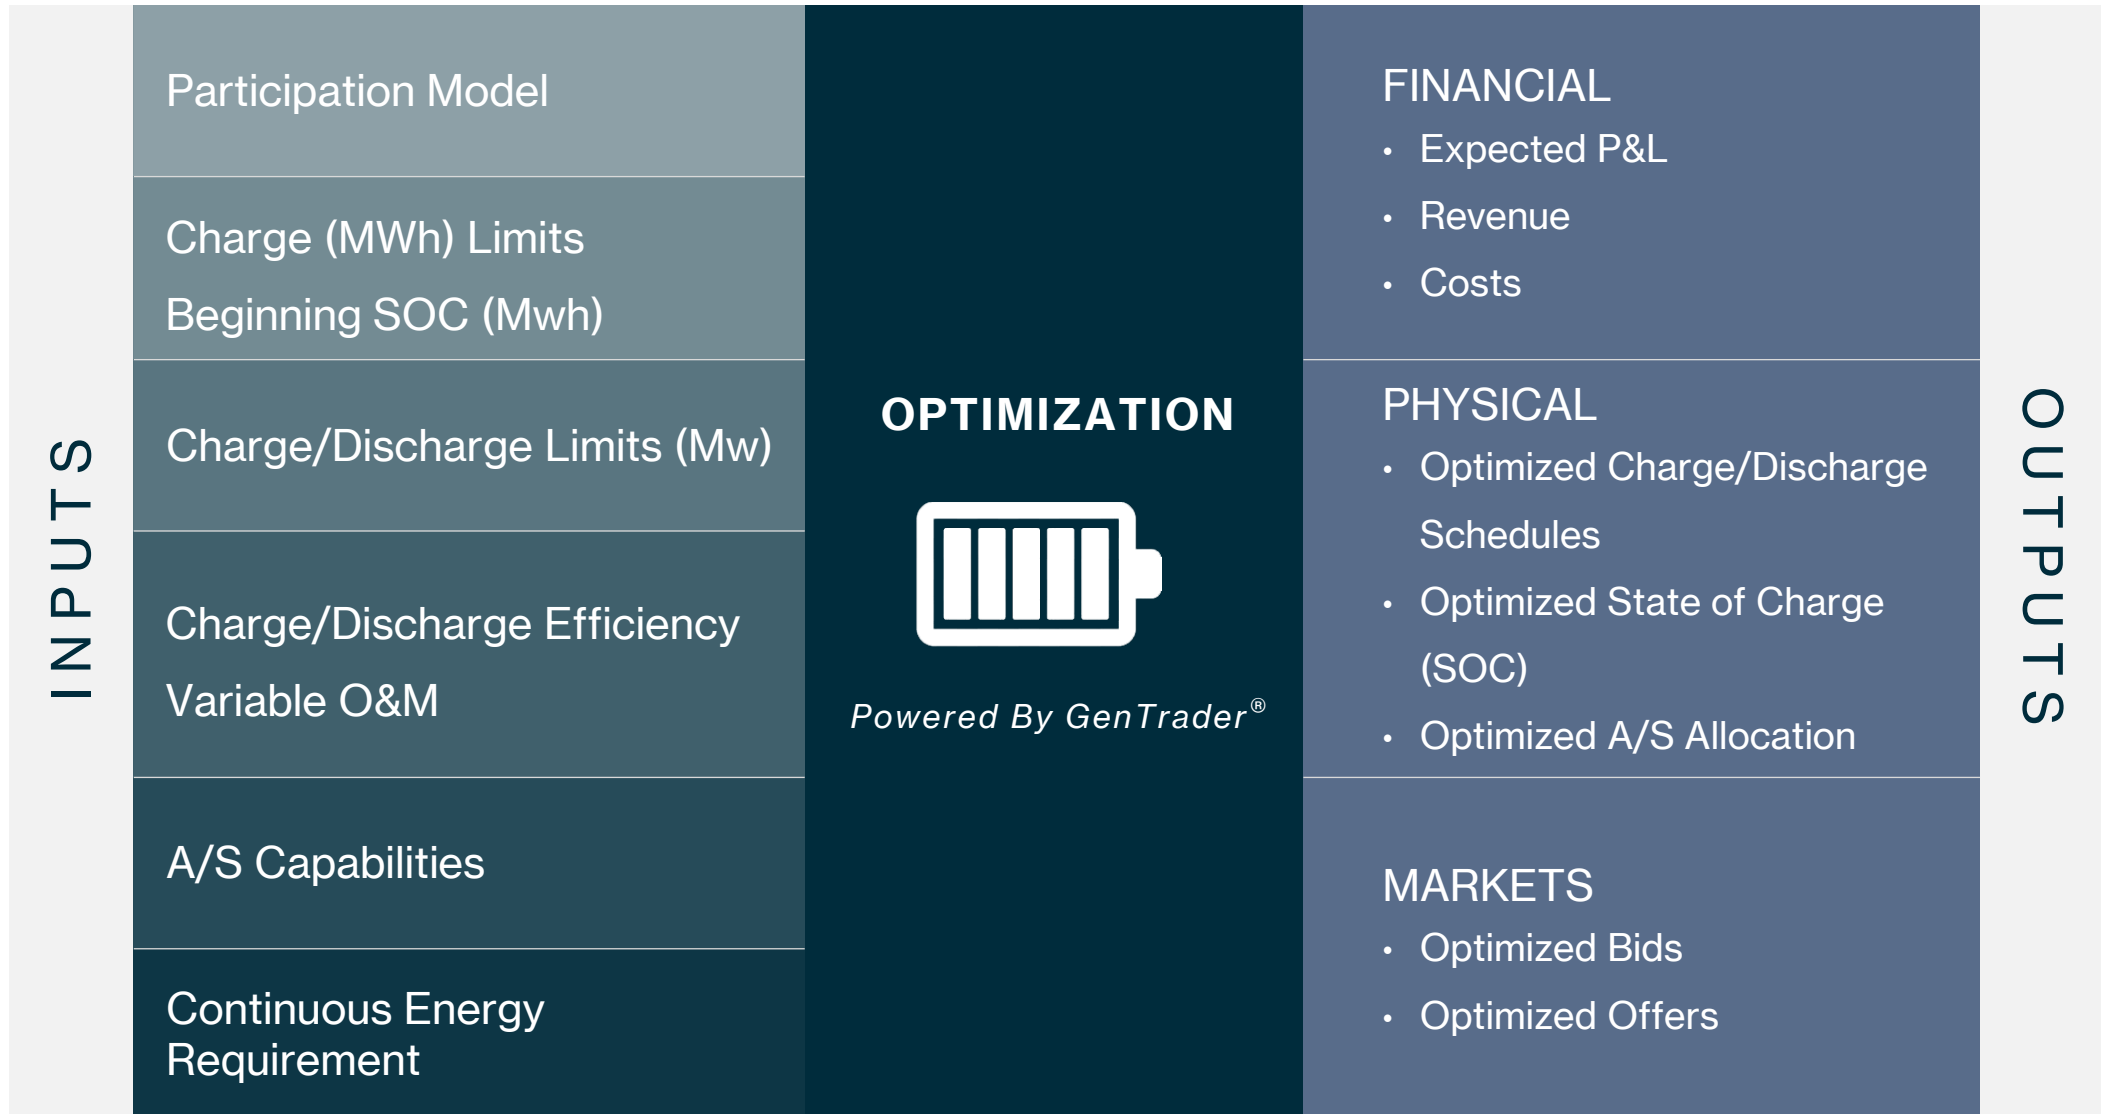 INPUTS
Participation Model
Charge (MWh) Limits
Beginning SOC (Mwh)
Charge/Discharge Limits (Mw)
Charge/Discharge Efficiency
Variable O&M
A/S Capabilities
Continuous Energy
Requirement
OPTIMIZATION
Powered By GenTrader®
FINANCIAL
• Expected P&L
• Revenue
• Costs
PHYSICAL
• Optimized Charge/Discharge
Schedules
• Optimized State of Charge
(SOC)
• Optimized A/S Allocation
MARKETS
• Optimized Bids
• Optimized Offers
OUTPUTS